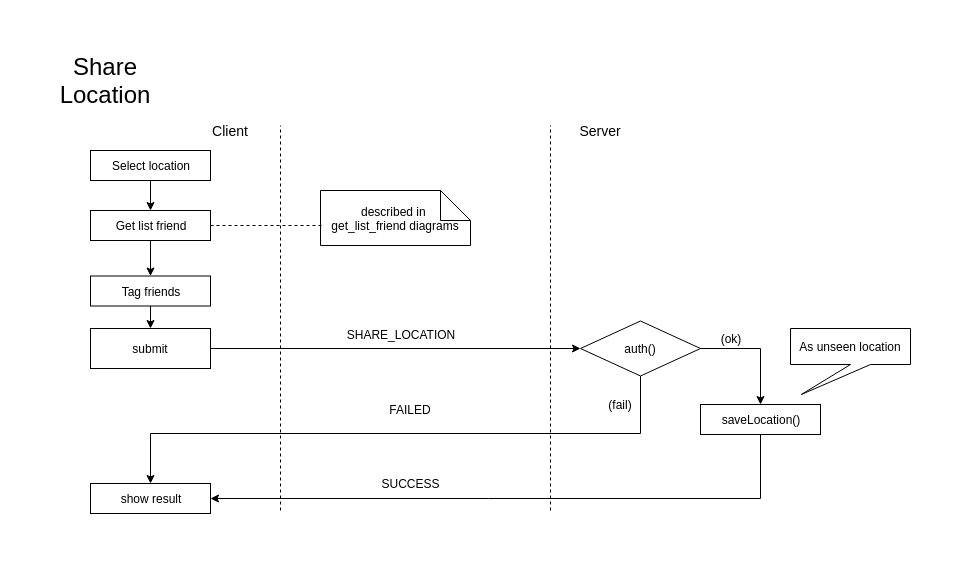 Share
Location
Client
Server
Select location
Get list friend
described in
get_list_friend diagrams
Tag friends
submit
SHARE_LOCATION
auth()
(ok)
As unseen location
(fail)
FAILED
saveLocation()
SUCCESS
show result